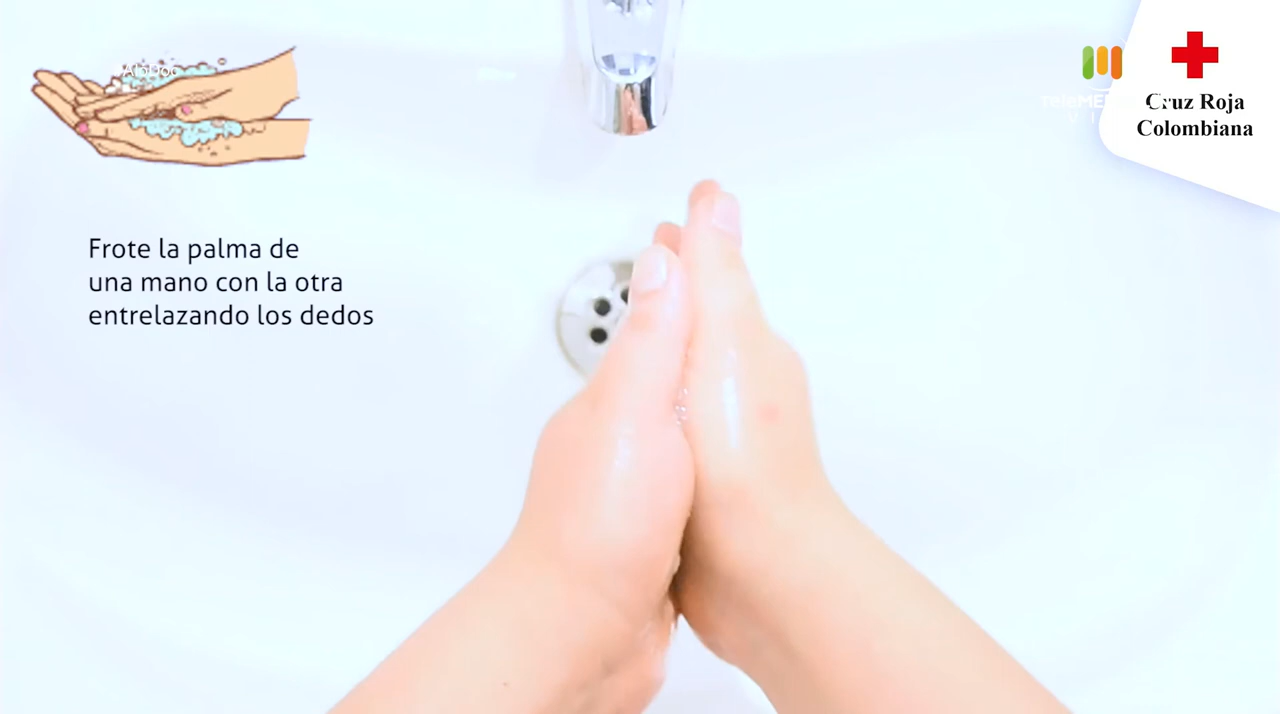 Frote la palma de
una mano con la otra
entrelazando los dedos
Cruz Roja
Colombiana